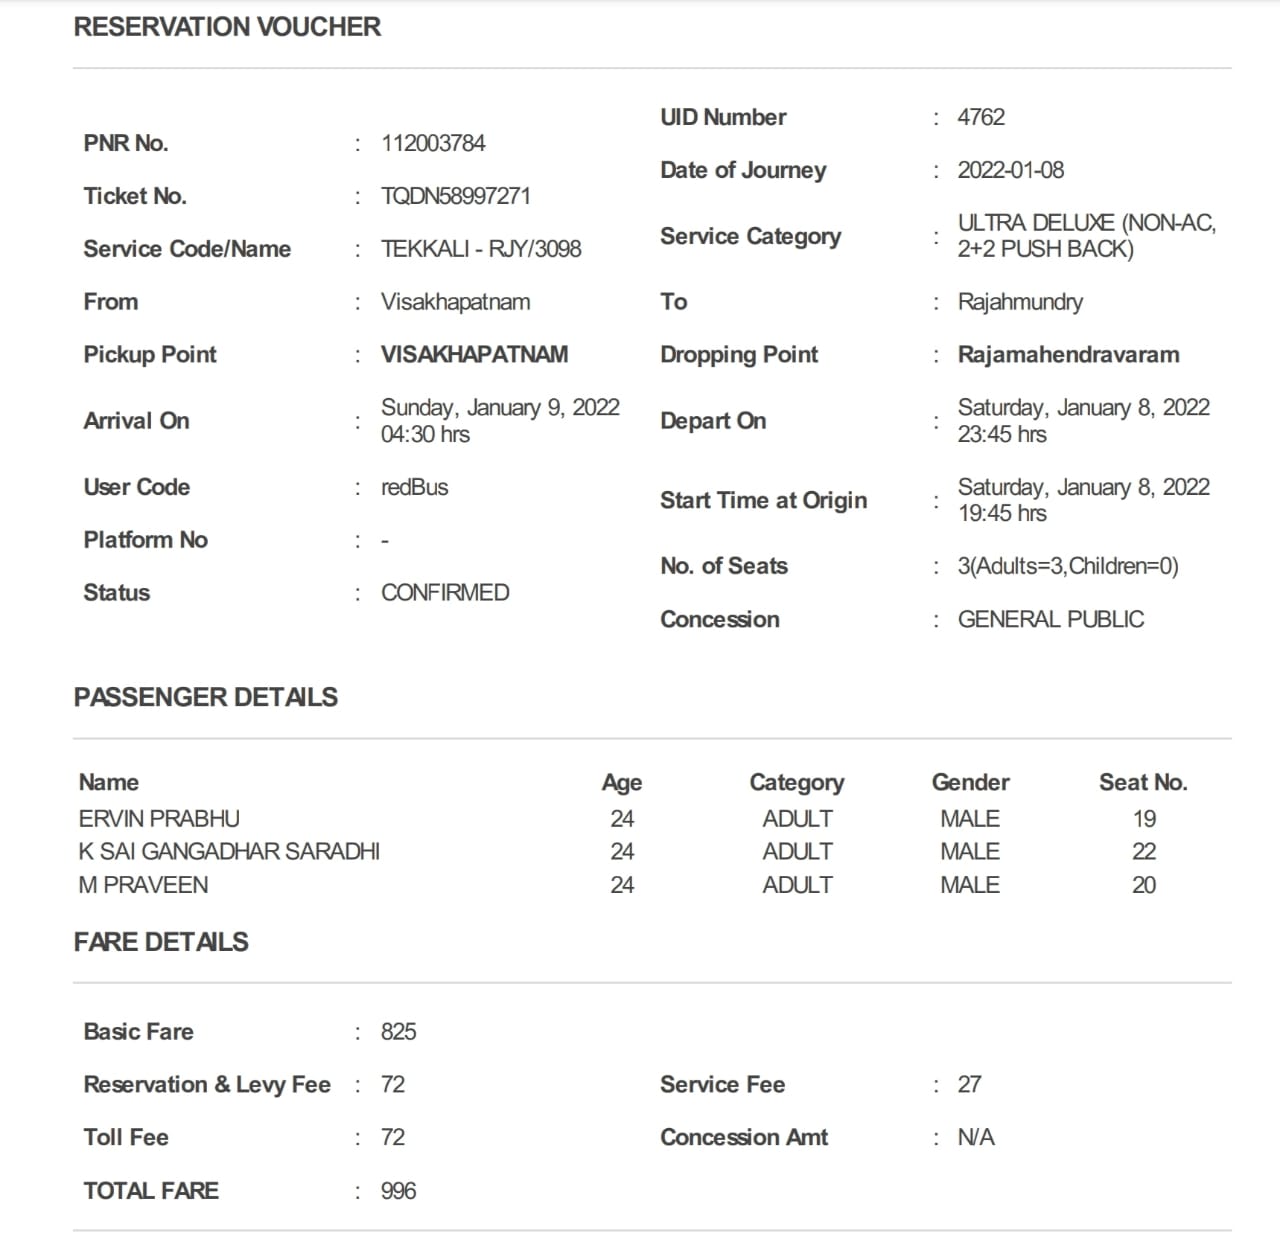 RESERVATION VOUCHER
UID Number : 4762
PNR No. : 112003784
Date of Journey : 2022-01-08
Ticket No. : TQDN58997271
Service Category : ULTRA DELUXE (NON-AC,
2+2 PUSH BACK)
Service Code/Name : TEKKALI - RJY/3098
From : Visakhapatnam
To : Rajahmundry
Pickup Point : VISAKHAPATNAM
Dropping Point : Rajamahendravaram
Arrival On : Sunday, January 9, 2022
04:30 hrs
Depart On : Saturday, January 8, 2022
23:45 hrs
User Code : redBus
Start Time at Origin : Saturday, January 8, 2022
19:45 hrs
Platform No : -
No. of Seats : 3(Adults=3,Children=0)
Status : CONFIRMED
Concession : GENERAL PUBLIC
PASSENGER DETAILS
Name Age Category Gender Seat No.
ERVIN PRABHU 24 ADULT MALE 19
K SAI GANGADHAR SARADHI 24 ADULT MALE 22
M PRAVEEN 24 ADULT MALE 20
FARE DETAILS
Basic Fare : 825
Reservation & Levy Fee : 72 Service Fee : 27
Toll Fee : 72 Concession Amt : N/A
TOTAL FARE : 996